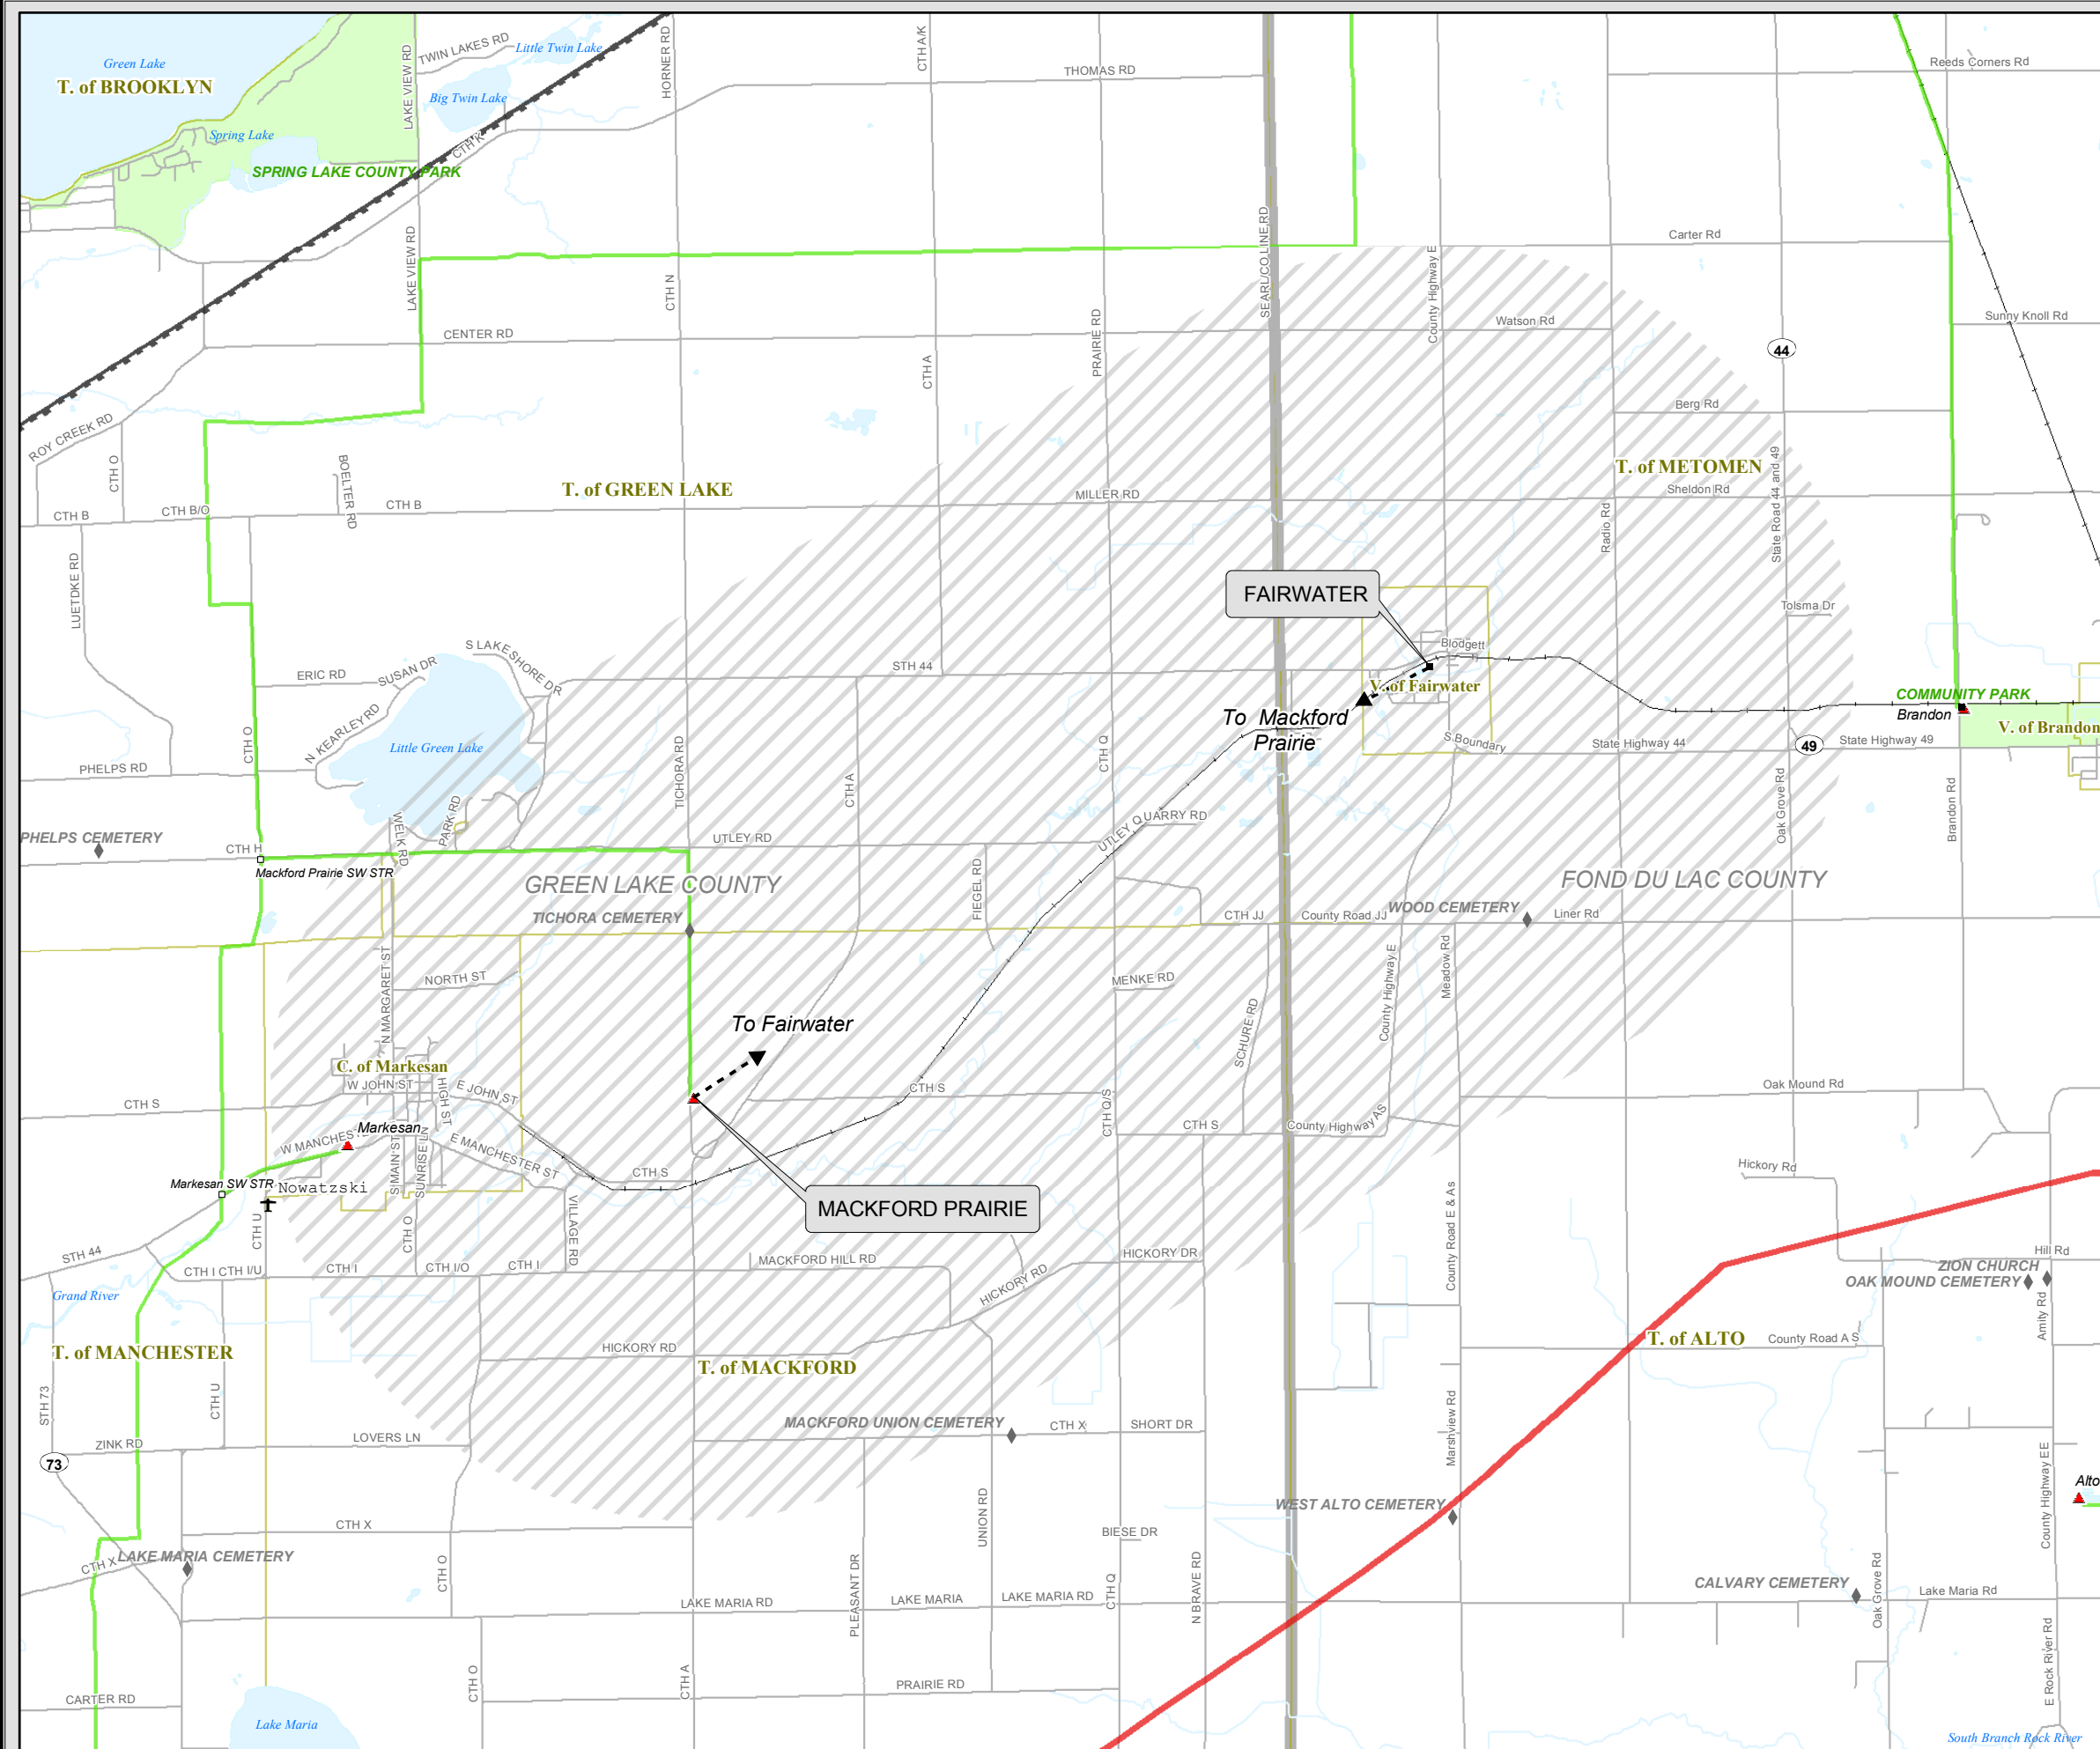 Green Lake
T. of BROOKLYN
Spring Lake
SPRING LAKE COUNTY PARK
LAKE VIEW RD
TWIN LAKES RD
Little Twin Lake
Big Twin Lake
CTH K
HORNER RD
CTH A/K
THOMAS RD
Reeds Corners Rd
LAKE VIEW RD
CTH N
SEARL/CO LINE RD
County Highway E
Carter Rd
CENTER RD
CTH A
PRAIRIE RD
Watson Rd
44
Sunny Knoll Rd
ROY CREEK RD
CTH O
BOELTER RD
Berg Rd
T. of GREEN LAKE
T. of METOMEN
CTH B
CTH B/O
CTH B
MILLER RD
Sheldon Rd
Radio Rd
State Road 44 and 49
LUETDKE RD
FAIRWATER
Tolsma Dr
S LAKESHORE DR
ERIC RD
SUSAN DR
N KEARLEY RD
STH 44
Blodgett
V. of Fairwater
COMMUNITY PARK
Brandon
V. of Brandon
To Mackford
Prairie
Little Green Lake
CTH O
PHELPS RD
TICHORA RD
CTH A
CTH Q
S Boundary
State Highway 44
49
State Highway 49
Oak Grove Rd
Brandon Rd
PHELPS CEMETERY
WELK RD
PARK RD
UTLEY RD
UTLEY QUARRY RD
CTH H
Mackford Prairie SW STR
GREEN LAKE COUNTY
FOND DU LAC COUNTY
FIEGEL RD
TICHORA CEMETERY
CTH JJ
County Road JJ
WOOD CEMETERY
Liner Rd
N MARGARET ST
NORTH ST
MENKE RD
SCHURE RD
County Highway E
Meadow Rd
To Fairwater
C. of Markesan
W JOHN ST
HIGH ST
E JOHN ST
CTH S
CTH S
CTH Q/S
CTH S
County Highway AS
Oak Mound Rd
W MANCHEST
Markesan
S MAIN ST
SUNRISE LN
E MANCHESTER ST
CTH S
Markesan SW STR
Nowatzski
MACKFORD PRAIRIE
Hickory Rd
STH 44
CTH U
CTH O
VILLAGE RD
CTH I
CTH I/U
CTH I
CTH I/O
CTH I
MACKFORD HILL RD
HICKORY DR
HICKORY RD
County Road E & As
Hill Rd
ZION CHURCH
OAK MOUND CEMETERY
Grand River
Amity Rd
T. of MANCHESTER
HICKORY RD
T. of MACKFORD
T. of ALTO
County Road A S
STH 73
CTH U
MACKFORD UNION CEMETERY
CTH X
SHORT DR
Marshview Rd
ZINK RD
LOVERS LN
73
County Highway EE
Alto
WEST ALTO CEMETERY
UNION RD
CTH X
BIESE DR
CTH X
LAKE MARIA CEMETERY
CTH O
PLEASANT DR
CTH Q
N BRAVE RD
CALVARY CEMETERY
Oak Grove Rd
Lake Maria Rd
LAKE MARIA RD
LAKE MARIA
LAKE MARIA RD
E Rock River Rd
CTH O
CTH A
PRAIRIE RD
CARTER RD
Lake Maria
South Branch Rock River